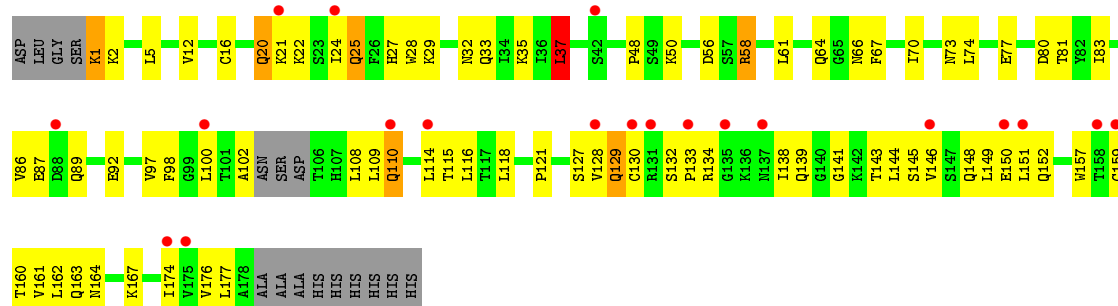 ASP LEU GLY SER K1 K2 L5 V12 C16 Q20 K21 K22 S23 I24 Q25 F26 H27 W28 K29 N32 Q33 I34 K35 I36 L37 S42 P48 S49 K50 D56 S57 R58 L61 Q64 G65 N66 F67 I70 N73 L74 E77 D80 T81 Y82 I83
V86 E87 D88 Q89 E92 V97 F98 G99 L100 T101 A102 ASN SER ASP T106 H107 L108 L109 Q110 L114 T115 L116 T117 L118 P121 S127 V128 Q129 C130 R131 S132 P133 R134 G135 K136 N137 I138 Q139 G140 G141 K142 T143 L144 S145 V146 S147 Q148 L149 E150 L151 Q152 W157 T158 C159
T160 V161 L162 Q163 N164 K167 I174 V175 V176 L177 A178 ALA ALA ALA HIS HIS HIS HIS HIS HIS